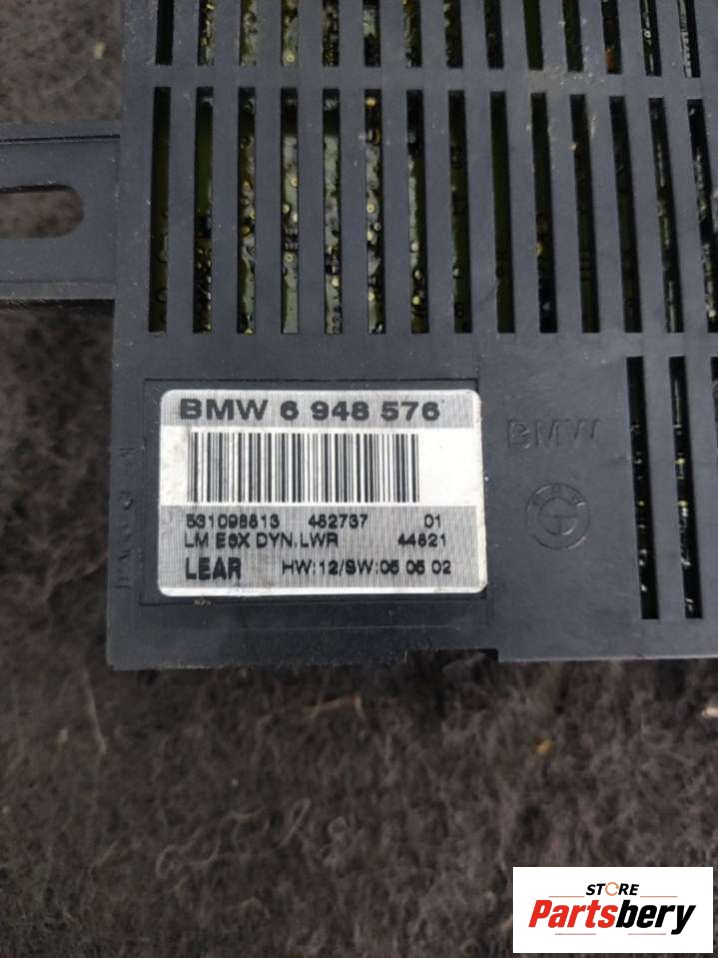 BMW 6 948 576
531098813 482737 01
LM E6X DYN.LWR 44821
LEAR HW:12/SW:05 05 02
BMW
STORE
Partsbery